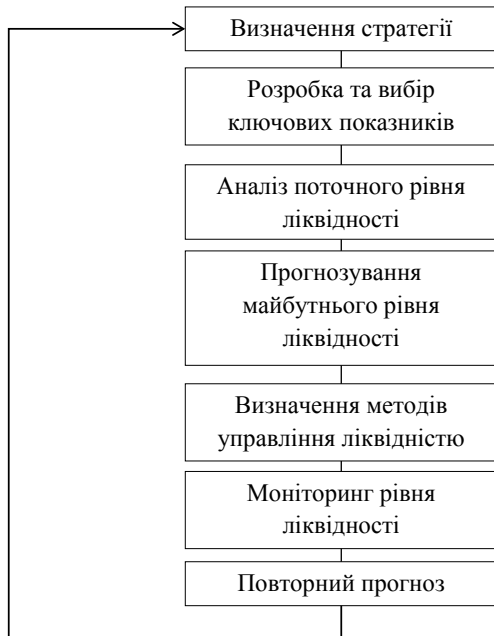 Визначення стратегії
Розробка та вибір
ключових показників
Аналіз поточного рівня
ліквідності
Прогнозування
майбутнього рівня
ліквідності
Визначення методів
управління ліквідністю
Моніторинг рівня
ліквідності
Повторний прогноз